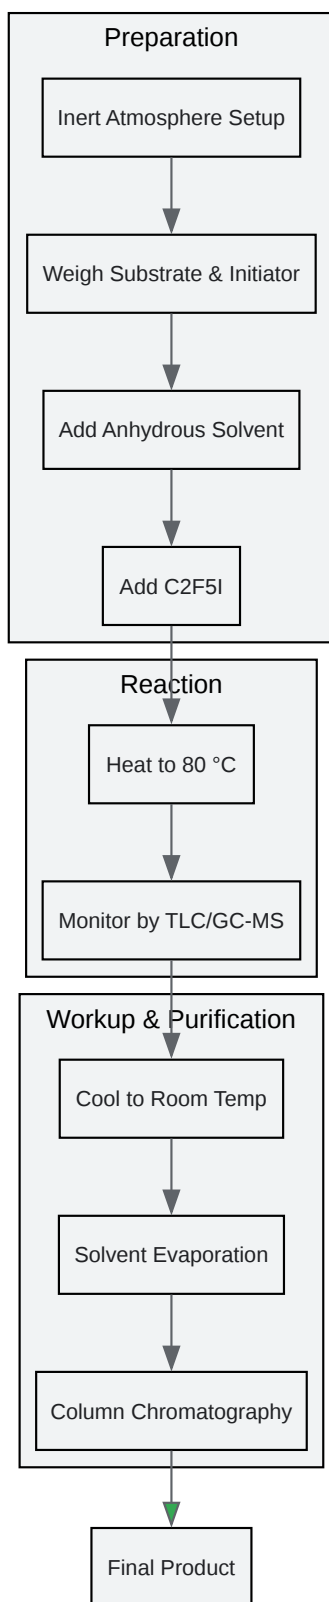 Preparation
Inert Atmosphere Setup
Weigh Substrate & Initiator
Add Anhydrous Solvent
Add C2F5I
Reaction
Heat to 80 °C
Monitor by TLC/GC-MS
Workup & Purification
Cool to Room Temp
Solvent Evaporation
Column Chromatography
Final Product